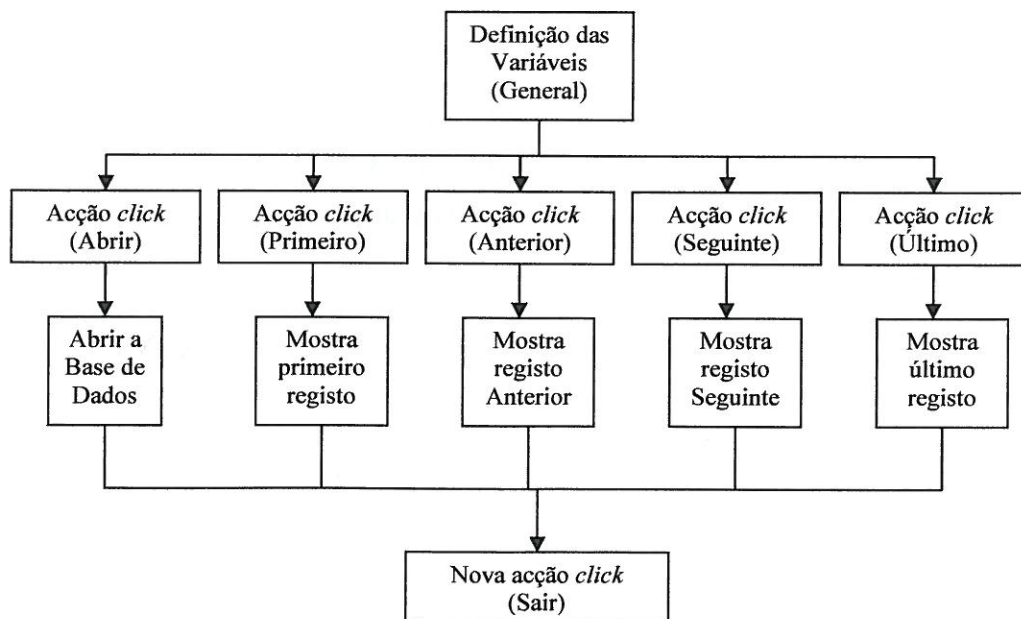 Definição das
Variáveis
(General)
Acção click
(Abrir)
Acção click
(Primeiro)
Acção click
(Anterior)
Acção click
(Seguinte)
Acção click
(Último)
Abrir a
Base de
Dados
Mostra
primeiro
registo
Mostra
registo
Anterior
Mostra
registo
Seguinte
Mostra
último
registo
Nova acção click
(Sair)